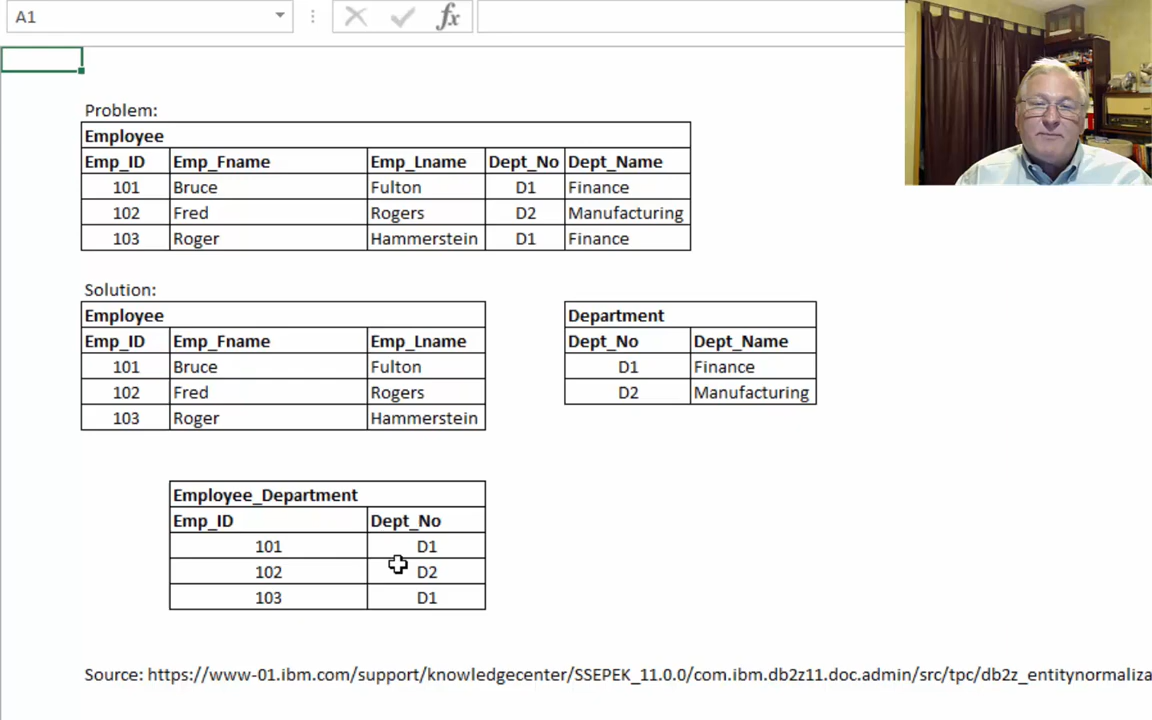 A1 fx
Problem:
Employee
Emp_ID Emp_Fname Emp_Lname Dept_No Dept_Name
101 Bruce Fulton D1 Finance
102 Fred Rogers D2 Manufacturing
103 Roger Hammerstein D1 Finance
Solution:
Employee
Emp_ID Emp_Fname Emp_Lname
101 Bruce Fulton
102 Fred Rogers
103 Roger Hammerstein
Department
Dept_No Dept_Name
D1 Finance
D2 Manufacturing
Employee_Department
Emp_ID Dept_No
101 D1
102 D2
103 D1
Source: https://www-01.ibm.com/support/knowledgecenter/SSEPEK_11.0.0/com.ibm.db2z11.doc.admin/src/tpc/db2z_entitynormaliza